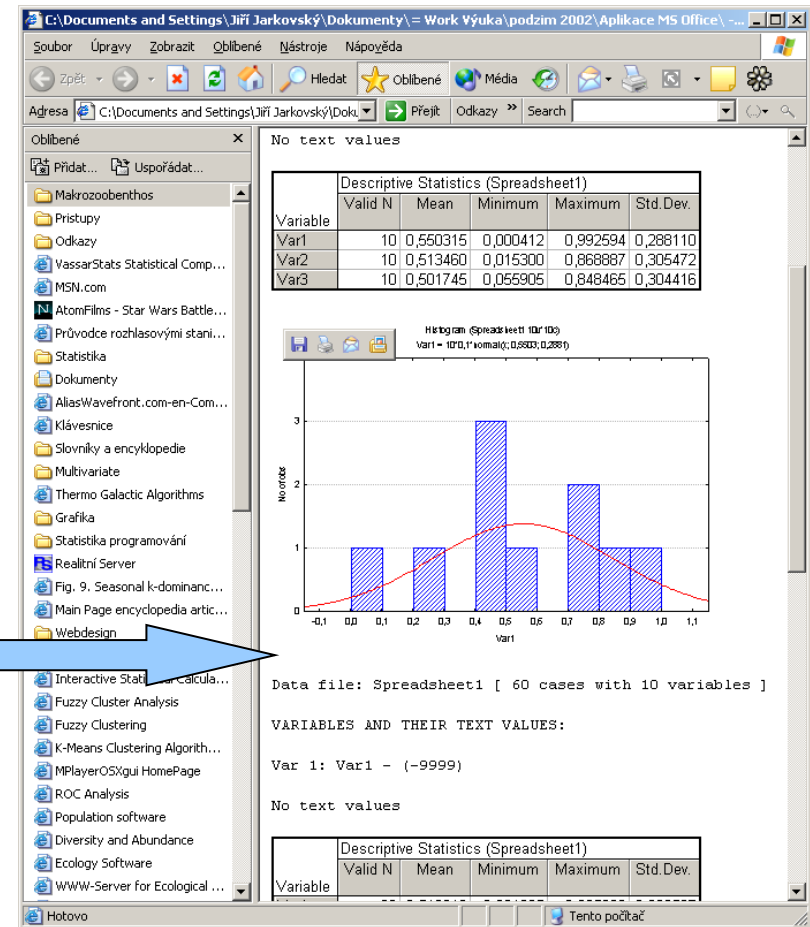 C:\Documents and Settings\Jiří Jarkovský\Dokumenty\= Work Výuka\podzim 2002\Aplikace MS Office\ -...
Soubor Úpravy Zobrazit Oblíbené Nástroje Nápověda
Zpět Hledat Oblíbené Média
Adresa C:\Documents and Settings\Jiří Jarkovský\Doku Přejít Odkazy » Search
Oblíbené x
Přidat... Uspořádat...
Makrozoobenthos
Pristupy
Odkazy
VassarStats Statistical Comp...
MSN.com
AtomFilms - Star Wars Battle...
Průvodce rozhlasovými stani...
Statistika
Dokumenty
AliasWavefront.com-en-Com...
Klávesnice
Slovníky a encyklopedie
Multivariate
Thermo Galactic Algorithms
Grafika
Statistika programování
Realitní Server
Fig. 9. Seasonal k-dominanc...
Main Page encyclopedia artic...
Webdesign
Interactive Calcula...
Fuzzy Cluster Analysis
Fuzzy Clustering
K-Means Clustering Algorith...
MPlayerOSXgui HomePage
ROC Analysis
Population software
Diversity and Abundance
Ecology Software
WWW-Server for Ecological ...
No text values
Descriptive Statistics (Spreadsheet1)
Variable Valid N Mean Minimum Maximum Std.Dev.
Var1 10 0,550315 0,000412 0,992594 0,288110
Var2 10 0,513460 0,015300 0,868887 0,305472
Var3 10 0,501745 0,055905 0,848465 0,304416
Histogram (Spreadsheet1 10v*10c)
Var1 = 10*0,1*normal(x; 0,5503; 0,2881)
No of obs
3
2
1
0
-0,1 0,0 0,1 0,2 0,3 0,4 0,5 0,6 0,7 0,8 0,9 1,0 1,1
Var1
Data file: Spreadsheet1 [ 60 cases with 10 variables ]
VARIABLES AND THEIR TEXT VALUES:
Var 1: Var1 - (-9999)
No text values
Descriptive Statistics (Spreadsheet1)
Variable Valid N Mean Minimum Maximum Std.Dev.
Hotovo Tento počítač